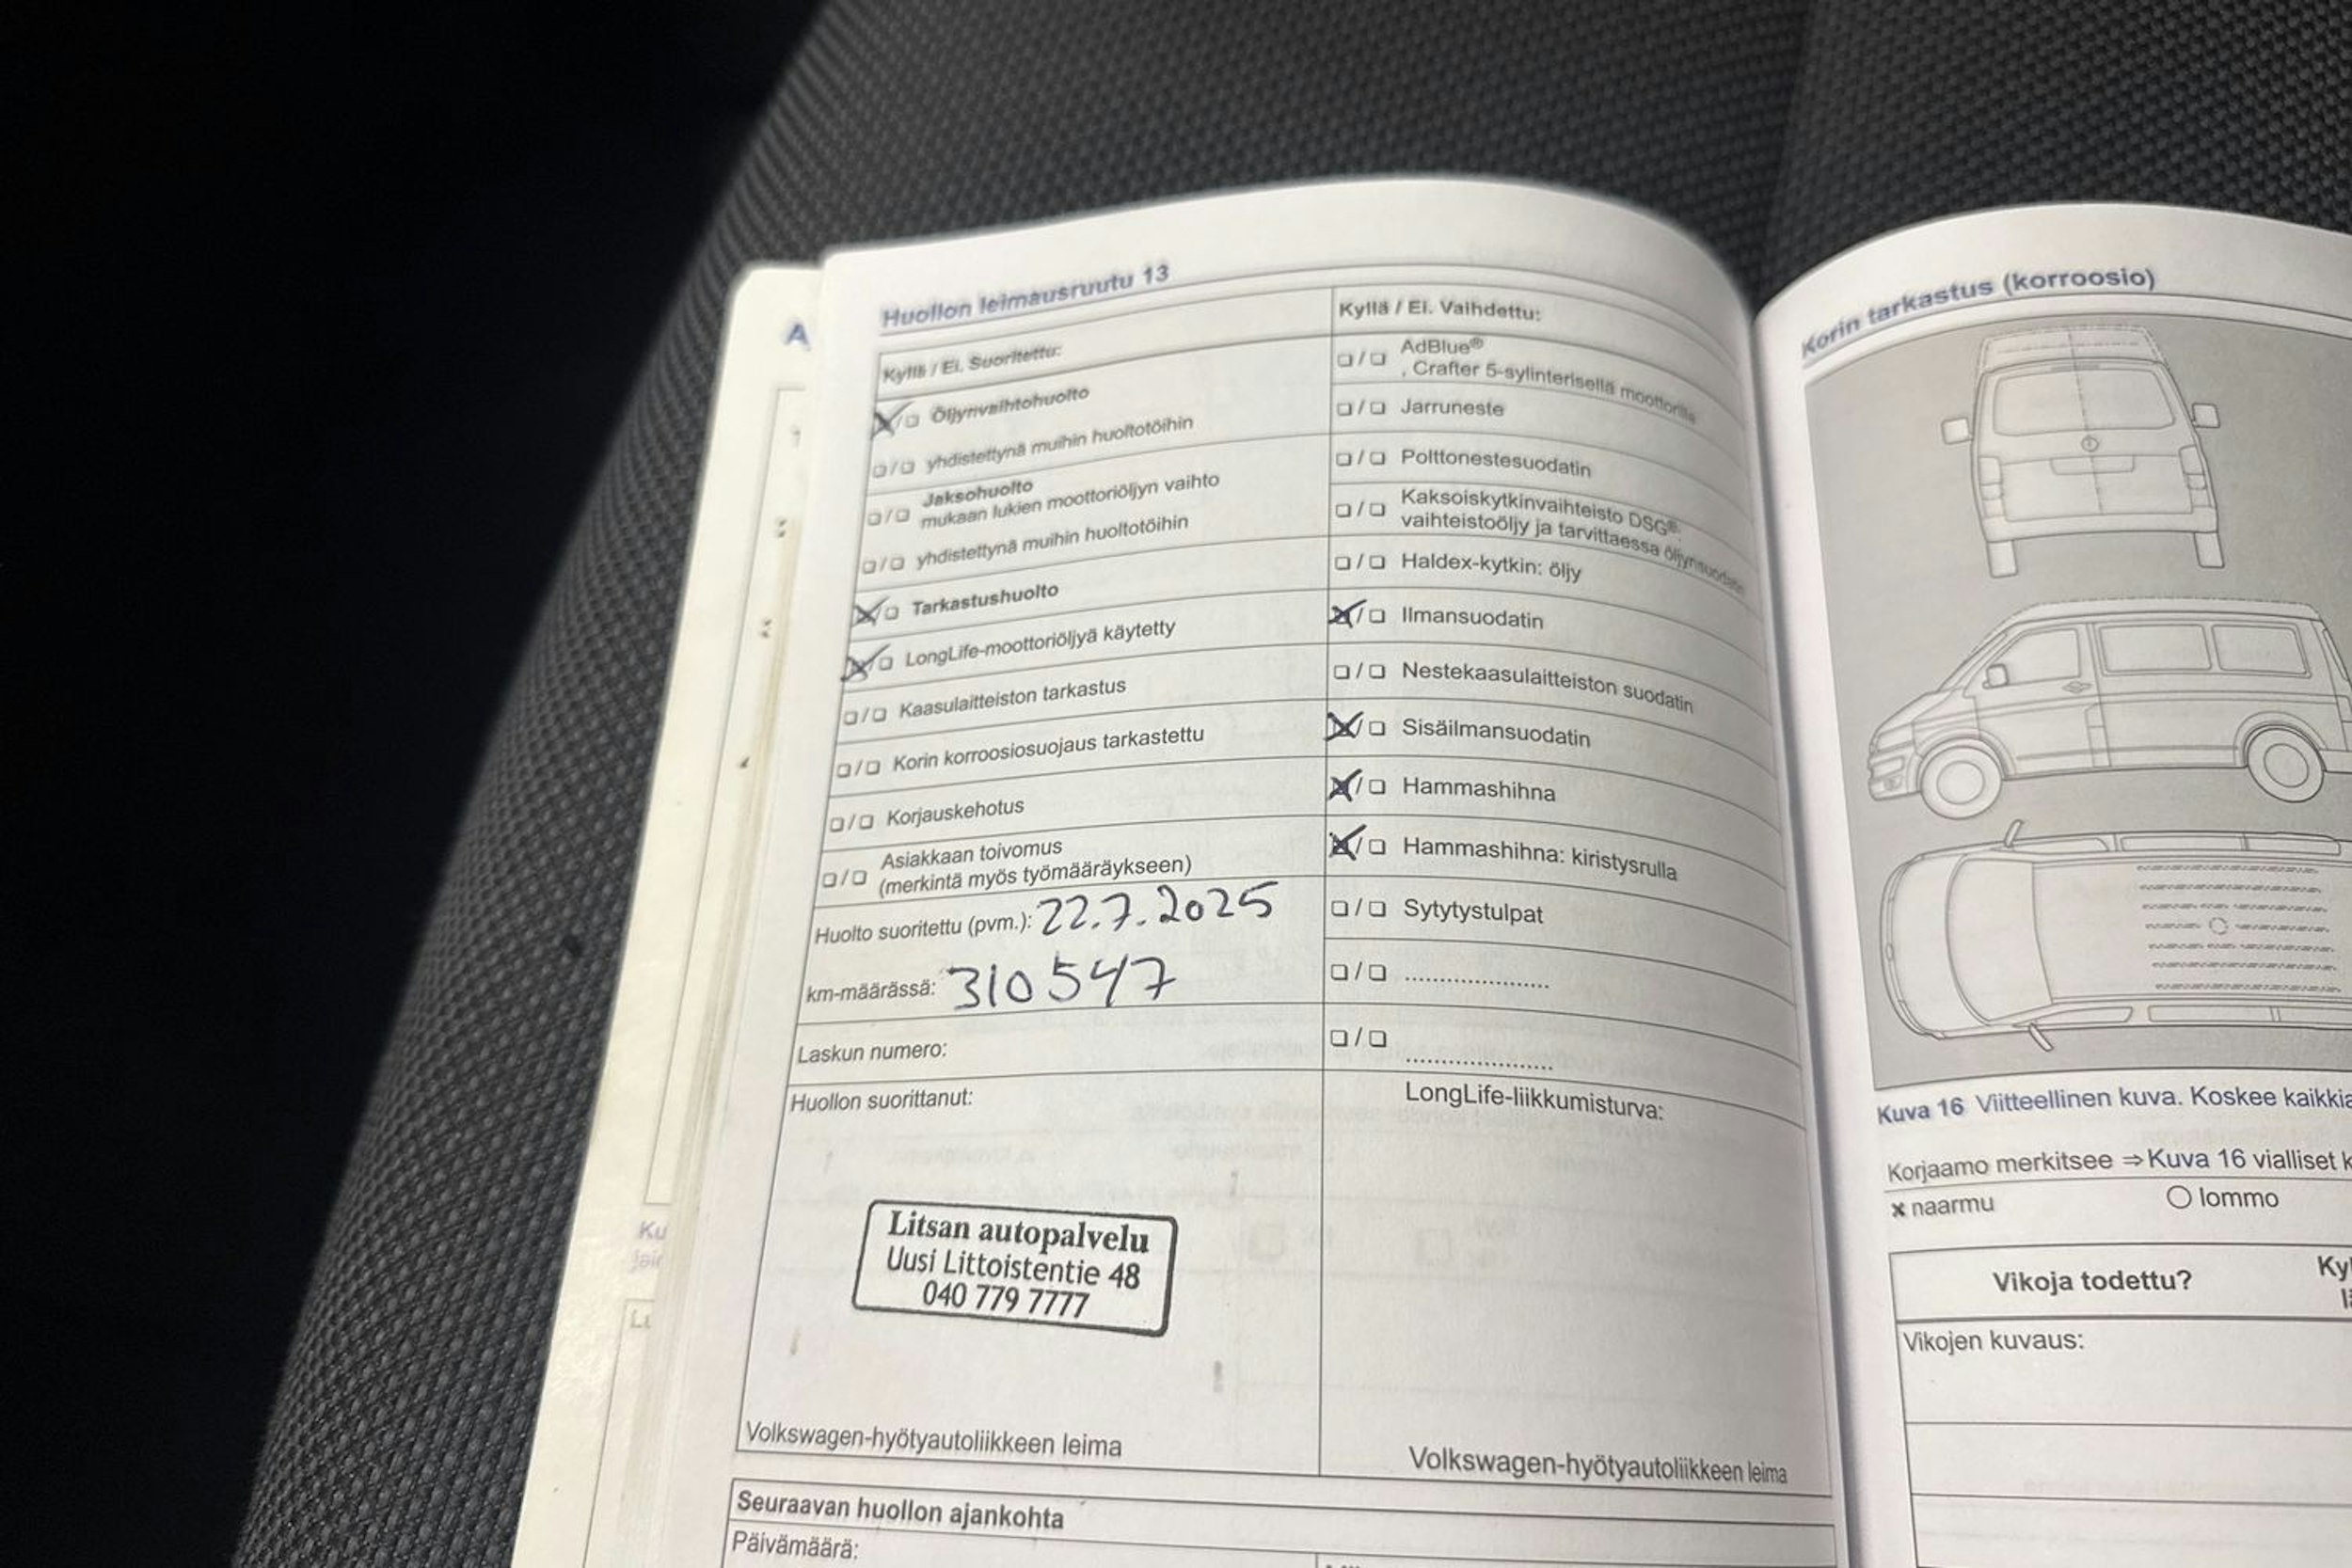 A
Huollon leimausruutu 13
Kyllä / Ei. Suoritettu:
Öljynvaihtohuolto
yhdistettynä muihin huoltotöihin
Jaksohuolto
mukaan lukien moottoriöljyn vaihto
yhdistettynä muihin huoltotöihin
Tarkastushuolto
LongLife-moottoriöljyä käytetty
Kaasulaitteiston tarkastus
Korin korroosiosuojaus tarkastettu
Korjauskehotus
Asiakkaan toivomus
(merkintä myös työmääräykseen)
Huolto suoritettu (pvm.): 22.7.2025
km-määrässä: 310547
Laskun numero:
Huollon suorittanut:
Litsan autopalvelu
Uusi Littoistentie 48
040 779 7777
Volkswagen-hyötyautoliikkeen leima
Kyllä / Ei. Vaihdettu:
AdBlue®
, Crafter 5-sylinterisellä moottorilla
Jarruneste
Polttonestesuodatin
Kaksoiskytkinvaihteisto DSG®:
vaihteistoöljy ja tarvittaessa öljynsuodatin
Haldex-kytkin: öljy
Ilmansuodatin
Nestekaasulaitteiston suodatin
Sisäilmansuodatin
Hammashihna
Hammashihna: kiristysrulla
Sytytystulpat
LongLife-liikkumisturva:
Volkswagen-hyötyautoliikkeen leima
Seuraavan huollon ajankohta
Päivämäärä:
Korin tarkastus (korroosio)
Kuva 16 Viitteellinen kuva. Koskee kaikkia
Korjaamo merkitsee ⇒ Kuva 16 vialliset k
× naarmu ○ lommo
Vikoja todettu?
Kyl
Vikojen kuvaus: